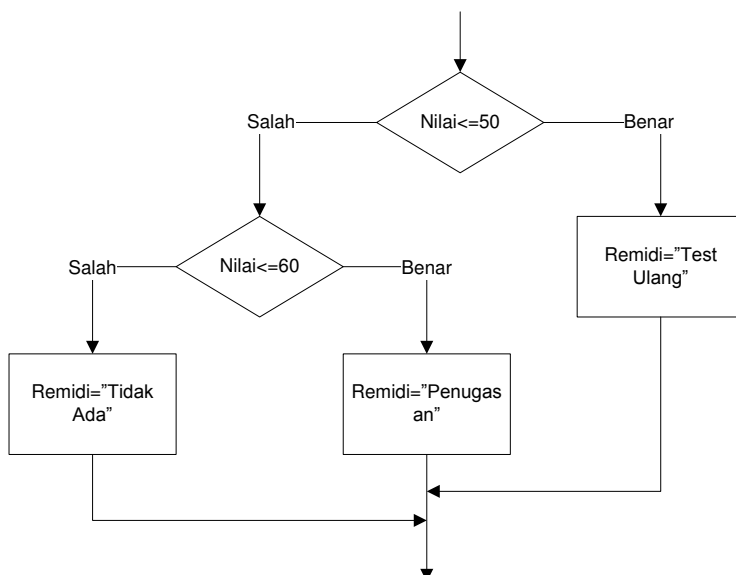 Nilai<=50
Salah
Benar
Nilai<=60
Salah
Benar
Remidi=”Test
Ulang”
Remidi=”Tidak
Ada”
Remidi=”Penugas
an”